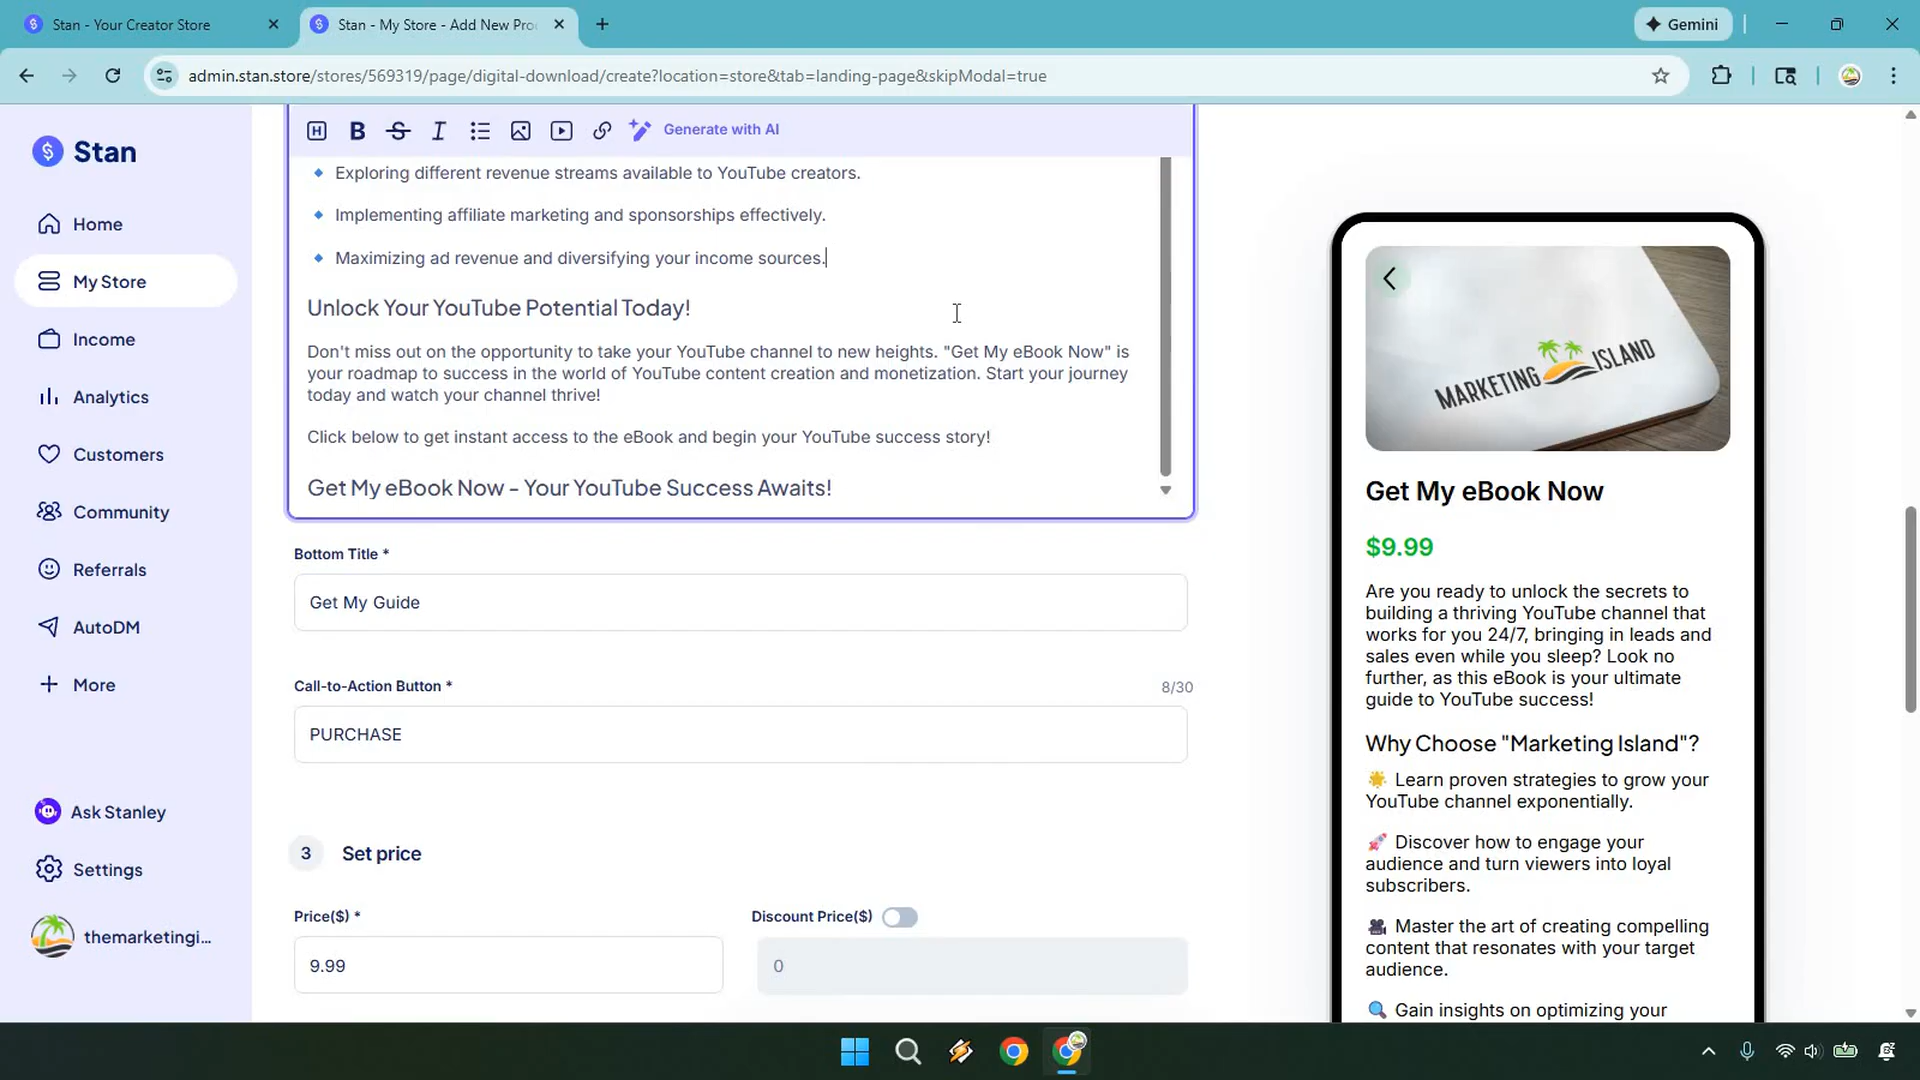 Stan - Your Creator Store
Stan - My Store - Add New Pro
Gemini
admin.stan.store/stores/569319/page/digital-download/create?location=store&tab=landing-page&skipModal=true
Stan
Home
My Store
Income
Analytics
Customers
Community
Referrals
AutoDM
More
Ask Stanley
Settings
themarketingi...
H B S I Generate with AI
Exploring different revenue streams available to YouTube creators.
Implementing affiliate marketing and sponsorships effectively.
Maximizing ad revenue and diversifying your income sources.
Unlock Your YouTube Potential Today!
Don't miss out on the opportunity to take your YouTube channel to new heights. "Get My eBook Now" is
your roadmap to success in the world of YouTube content creation and monetization. Start your journey
today and watch your channel thrive!
Click below to get instant access to the eBook and begin your YouTube success story!
Get My eBook Now - Your YouTube Success Awaits!
Bottom Title *
Get My Guide
Call-to-Action Button * 8/30
PURCHASE
3 Set price
Price($) * Discount Price($)
9.99 0
MARKETING ISLAND
Get My eBook Now
$9.99
Are you ready to unlock the secrets to
building a thriving YouTube channel that
works for you 24/7, bringing in leads and
sales even while you sleep? Look no
further, as this eBook is your ultimate
guide to YouTube success!
Why Choose "Marketing Island"?
🌟 Learn proven strategies to grow your
YouTube channel exponentially.
🚀 Discover how to engage your
audience and turn viewers into loyal
subscribers.
🎥 Master the art of creating compelling
content that resonates with your target
audience.
🔍 Gain insights on optimizing your